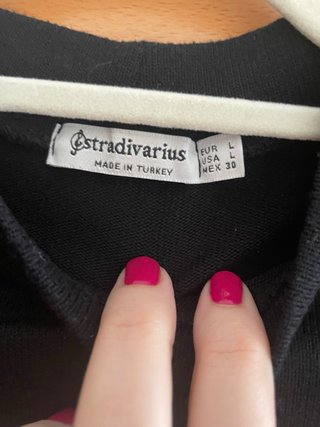 Stradivarius
MADE IN TURKEY
EUR L
USA L
MEX 30